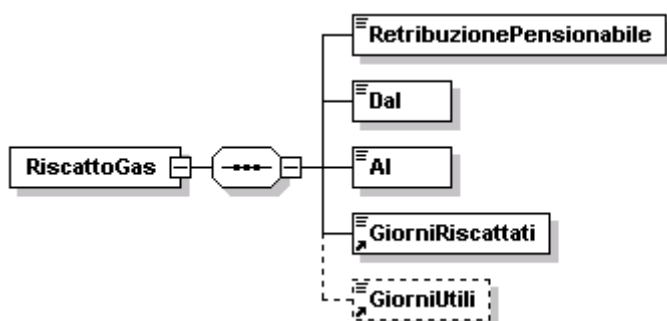 RetribuzionePensionabile
Dal
RiscattoGas
Al
GiorniRiscattati
GiorniUtili